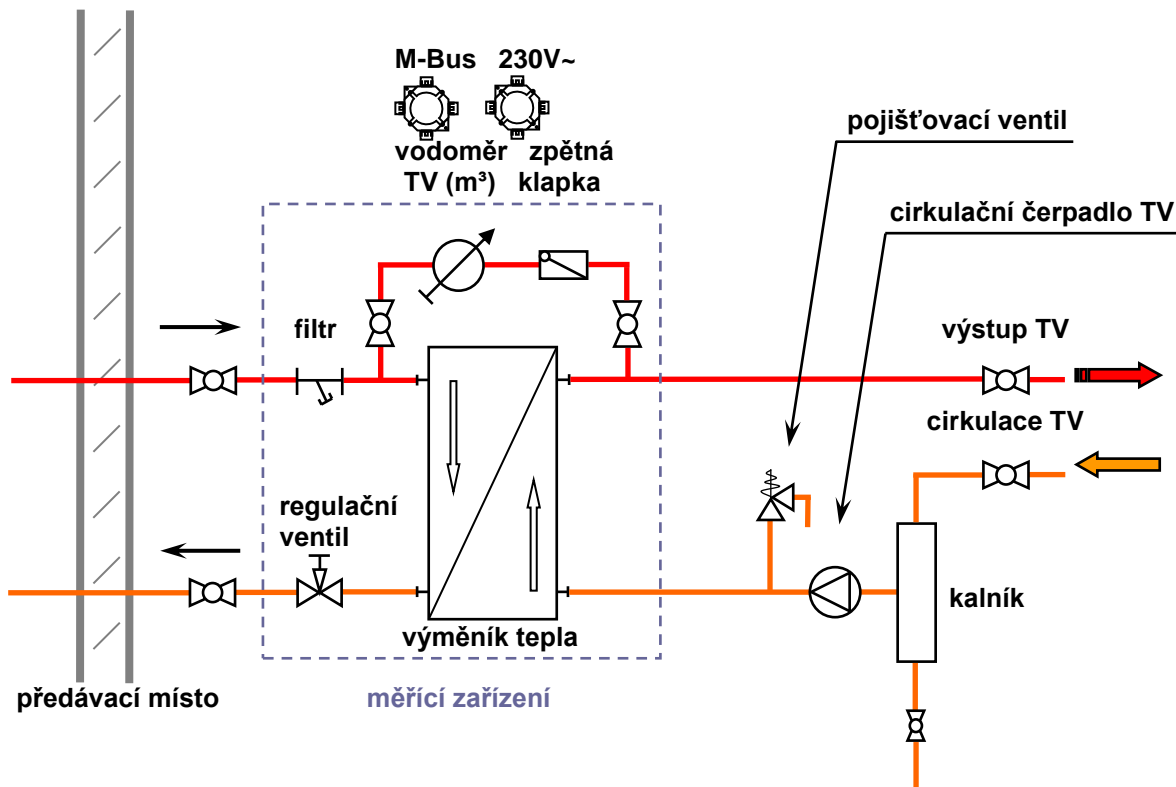 M-Bus 230V~
vodoměr zpětná
TV (m³) klapka
pojišťovací ventil
cirkulační čerpadlo TV
filtr
výstup TV
cirkulace TV
regulační
ventil
kalník
výměník tepla
předávací místo
měřící zařízení